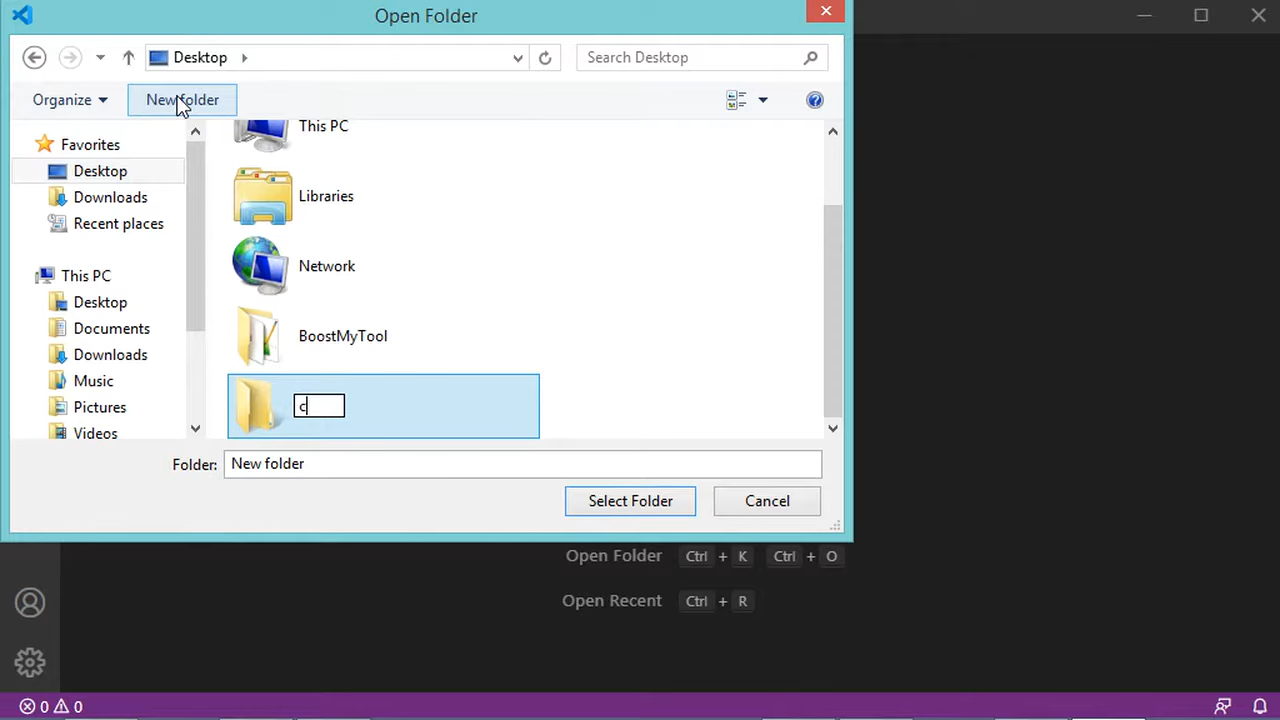 Open Folder
Desktop
Search Desktop
Organize
New folder
Favorites
Desktop
Downloads
Recent places
This PC
Desktop
Documents
Downloads
Music
Pictures
Videos
This PC
Libraries
Network
BoostMyTool
c
Folder: New folder
Select Folder Cancel
Open Folder Ctrl + K Ctrl + O
Open Recent Ctrl + R
0 0